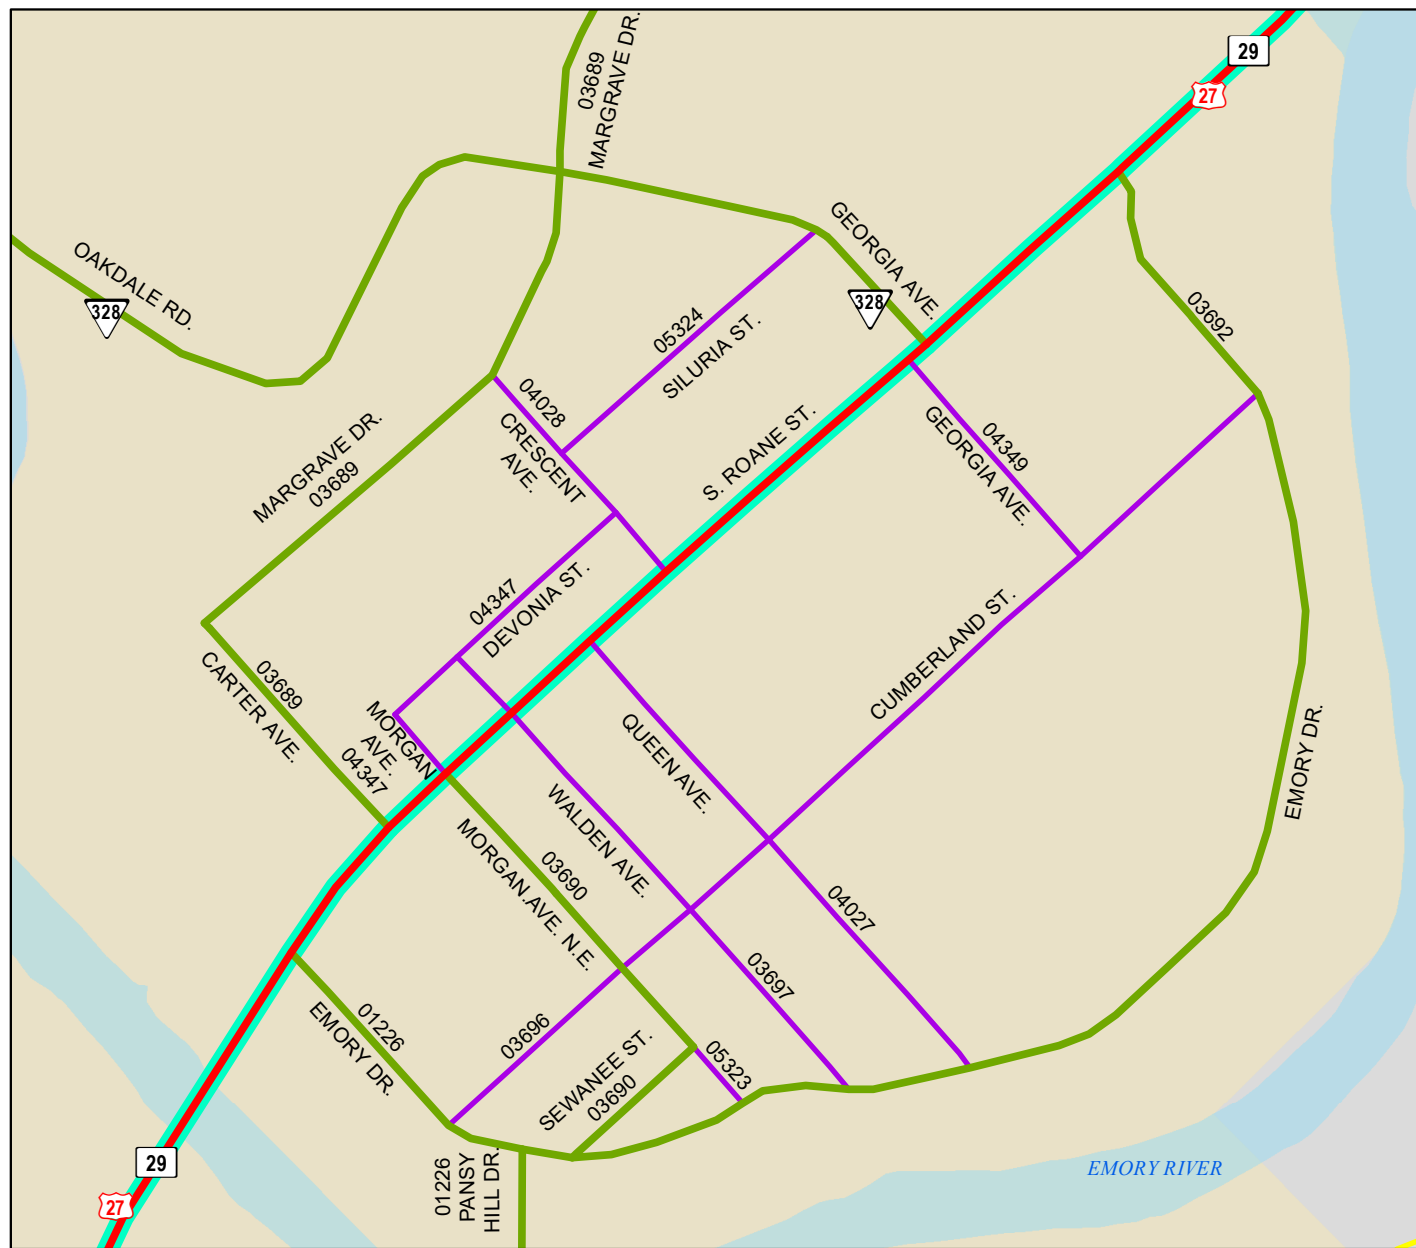 03689
MARGRAVE DR.
29
27
OAKDALE RD.
328
GEORGIA AVE.
328
03692
05324
SILURIA ST.
04028
CRESCENT
AVE.
S. ROANE ST.
04349
GEORGIA AVE.
MARGRAVE DR.
03689
04347
DEVONIA ST.
CUMBERLAND ST.
03689
CARTER AVE.
MORGAN
AVE.
04347
QUEEN AVE.
EMORY DR.
WALDEN AVE.
03690
MORGAN.AVE. N.E.
04027
03697
01226
EMORY DR.
03696
SEWANEE ST.
03690
05323
29
27
01226
PANSY
HILL DR.
EMORY RIVER